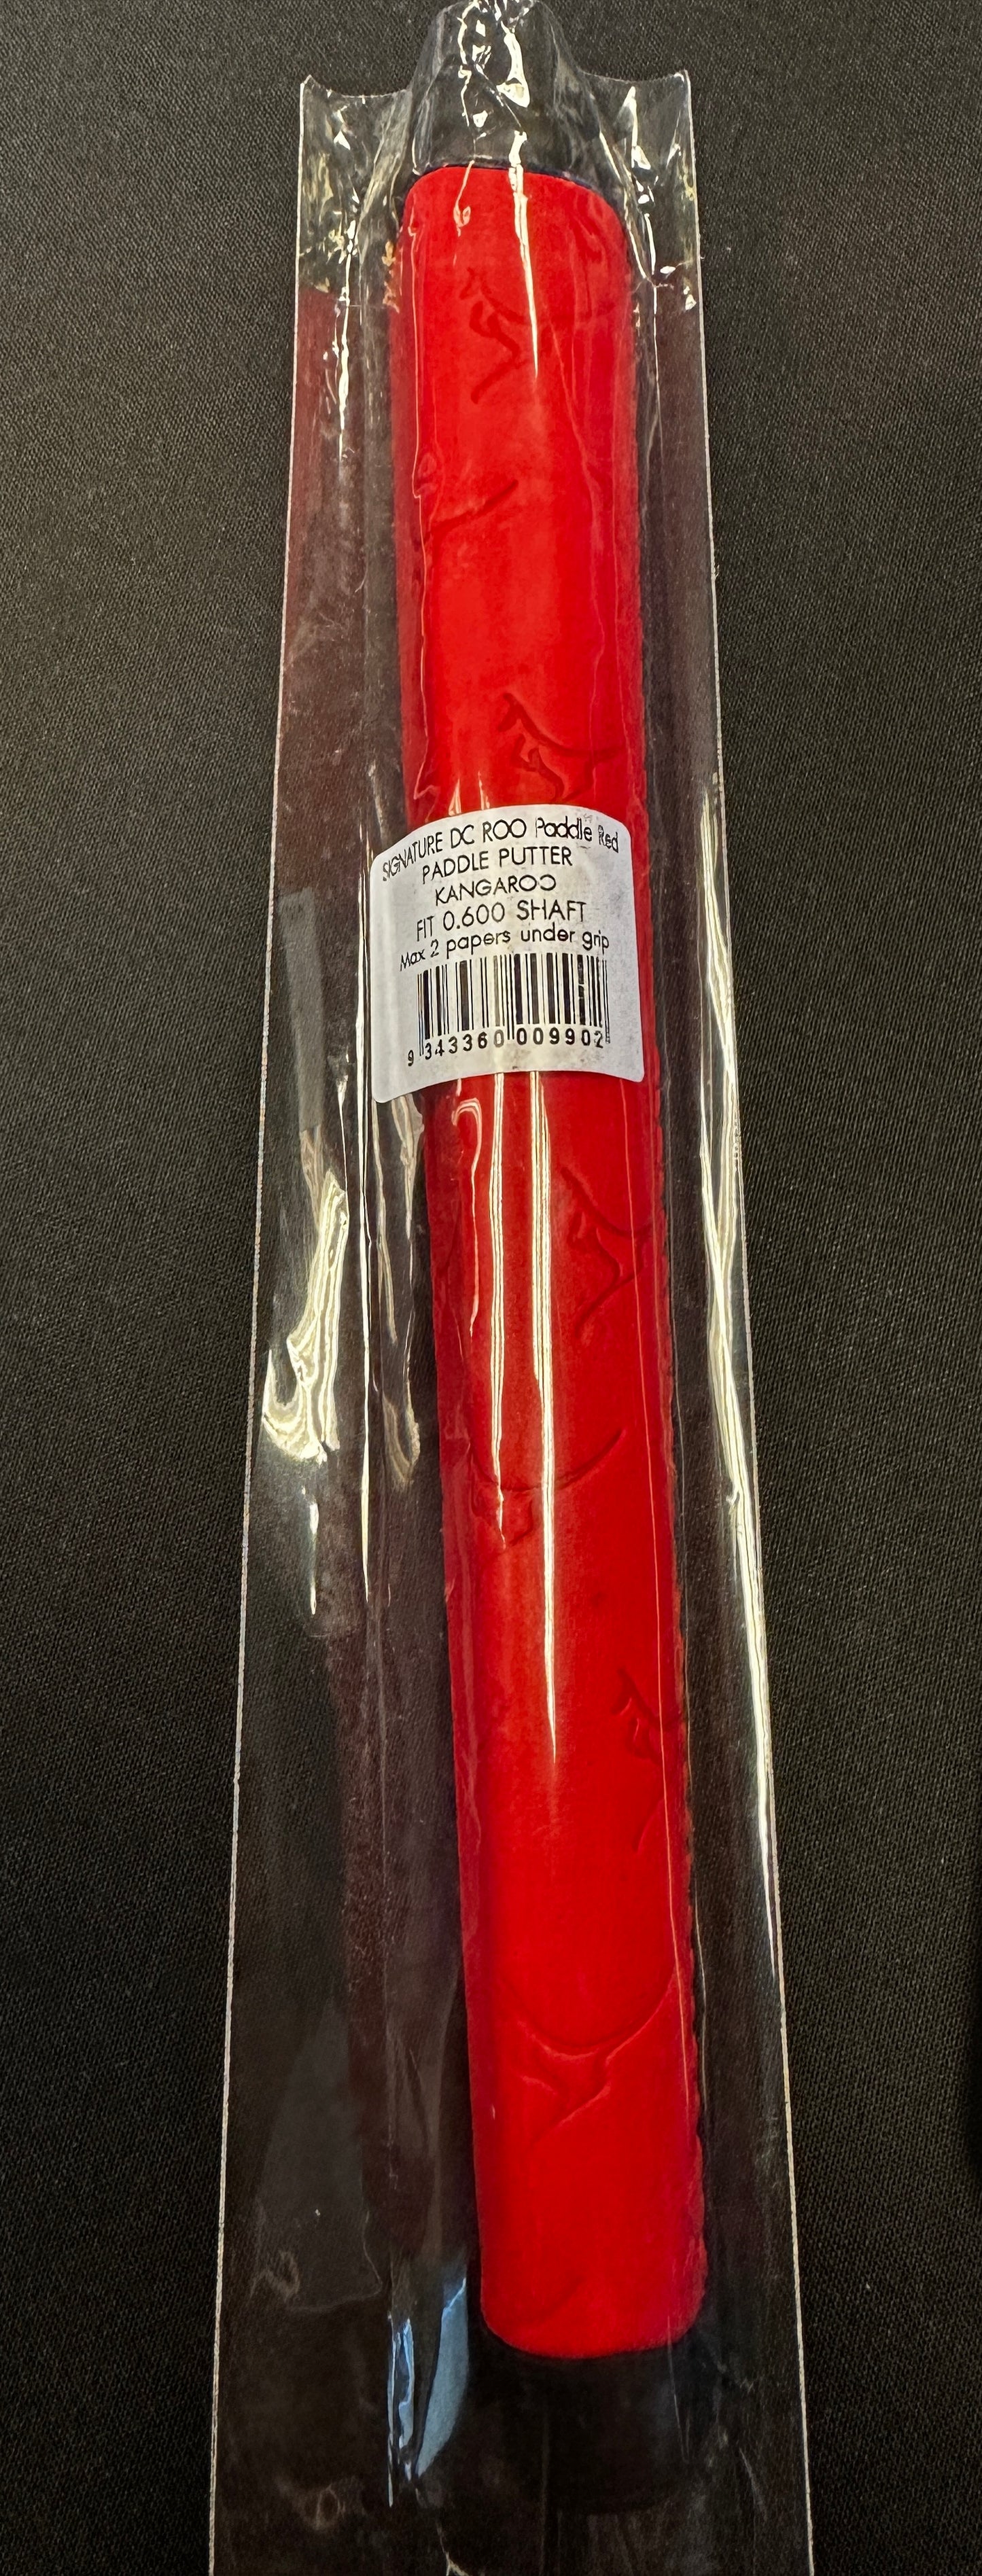 SIGNATURE DC ROO Paddle Red
PADDLE PUTTER
KANGAROO
FIT 0.600 SHAFT
Max 2 papers under grip
9 343360 009902